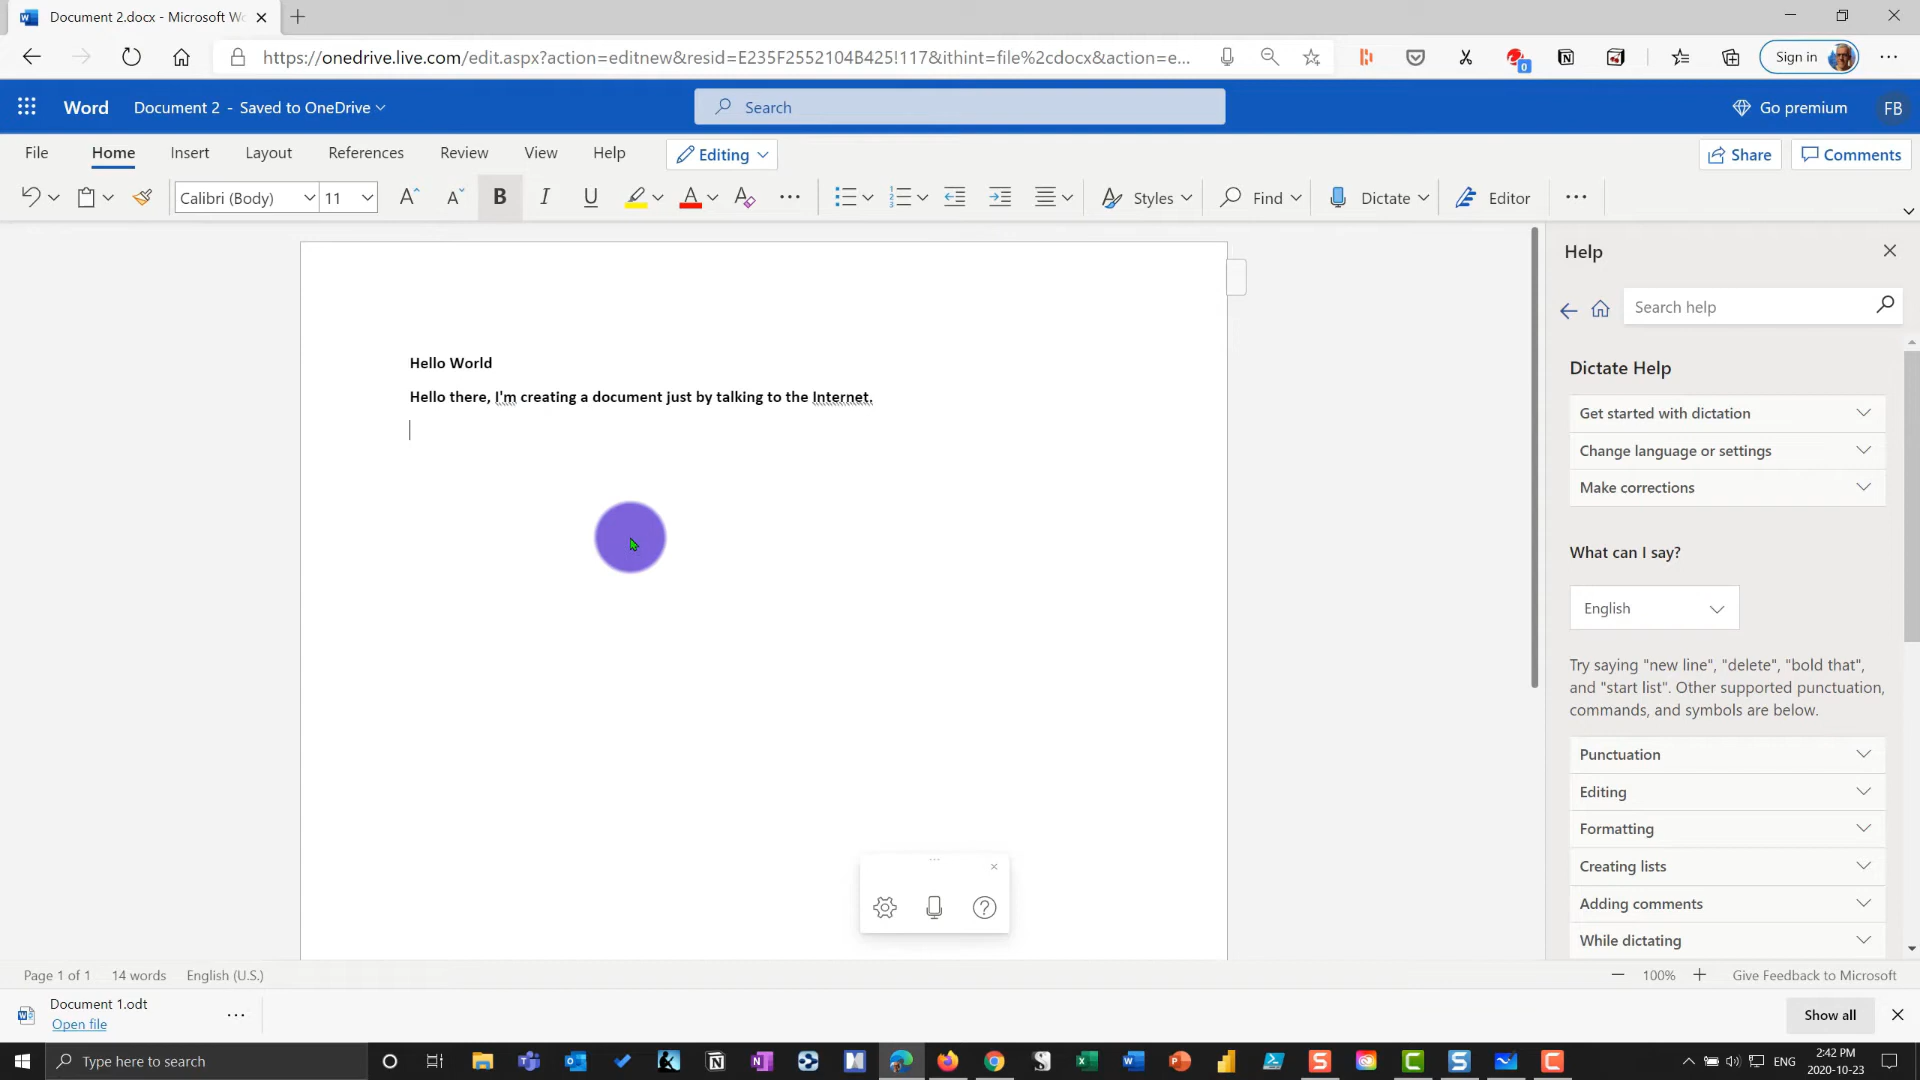 Document 2.docx - Microsoft Wo
https://onedrive.live.com/edit.aspx?action=editnew&resid=E235F2552104B425!117&ithint=file%2cdocx&action=e...
0
Sign in
Word
Document 2 - Saved to OneDrive
Search
Go premium
FB
File
Home
Insert
Layout
References
Review
View
Help
Editing
Share
Comments
Calibri (Body)
11
Styles
Find
Dictate
Editor
Hello World
Hello there, I'm creating a document just by talking to the Internet.
Help
Search help
Dictate Help
Get started with dictation
Change language or settings
Make corrections
What can I say?
English
Try saying "new line", "delete", "bold that",
and "start list". Other supported punctuation,
commands, and symbols are below.
Punctuation
Editing
Formatting
Creating lists
Adding comments
While dictating
Page 1 of 1
14 words
English (U.S.)
100%
Give Feedback to Microsoft
Document 1.odt
Open file
Show all
Type here to search
ENG
2:42 PM
2020-10-23